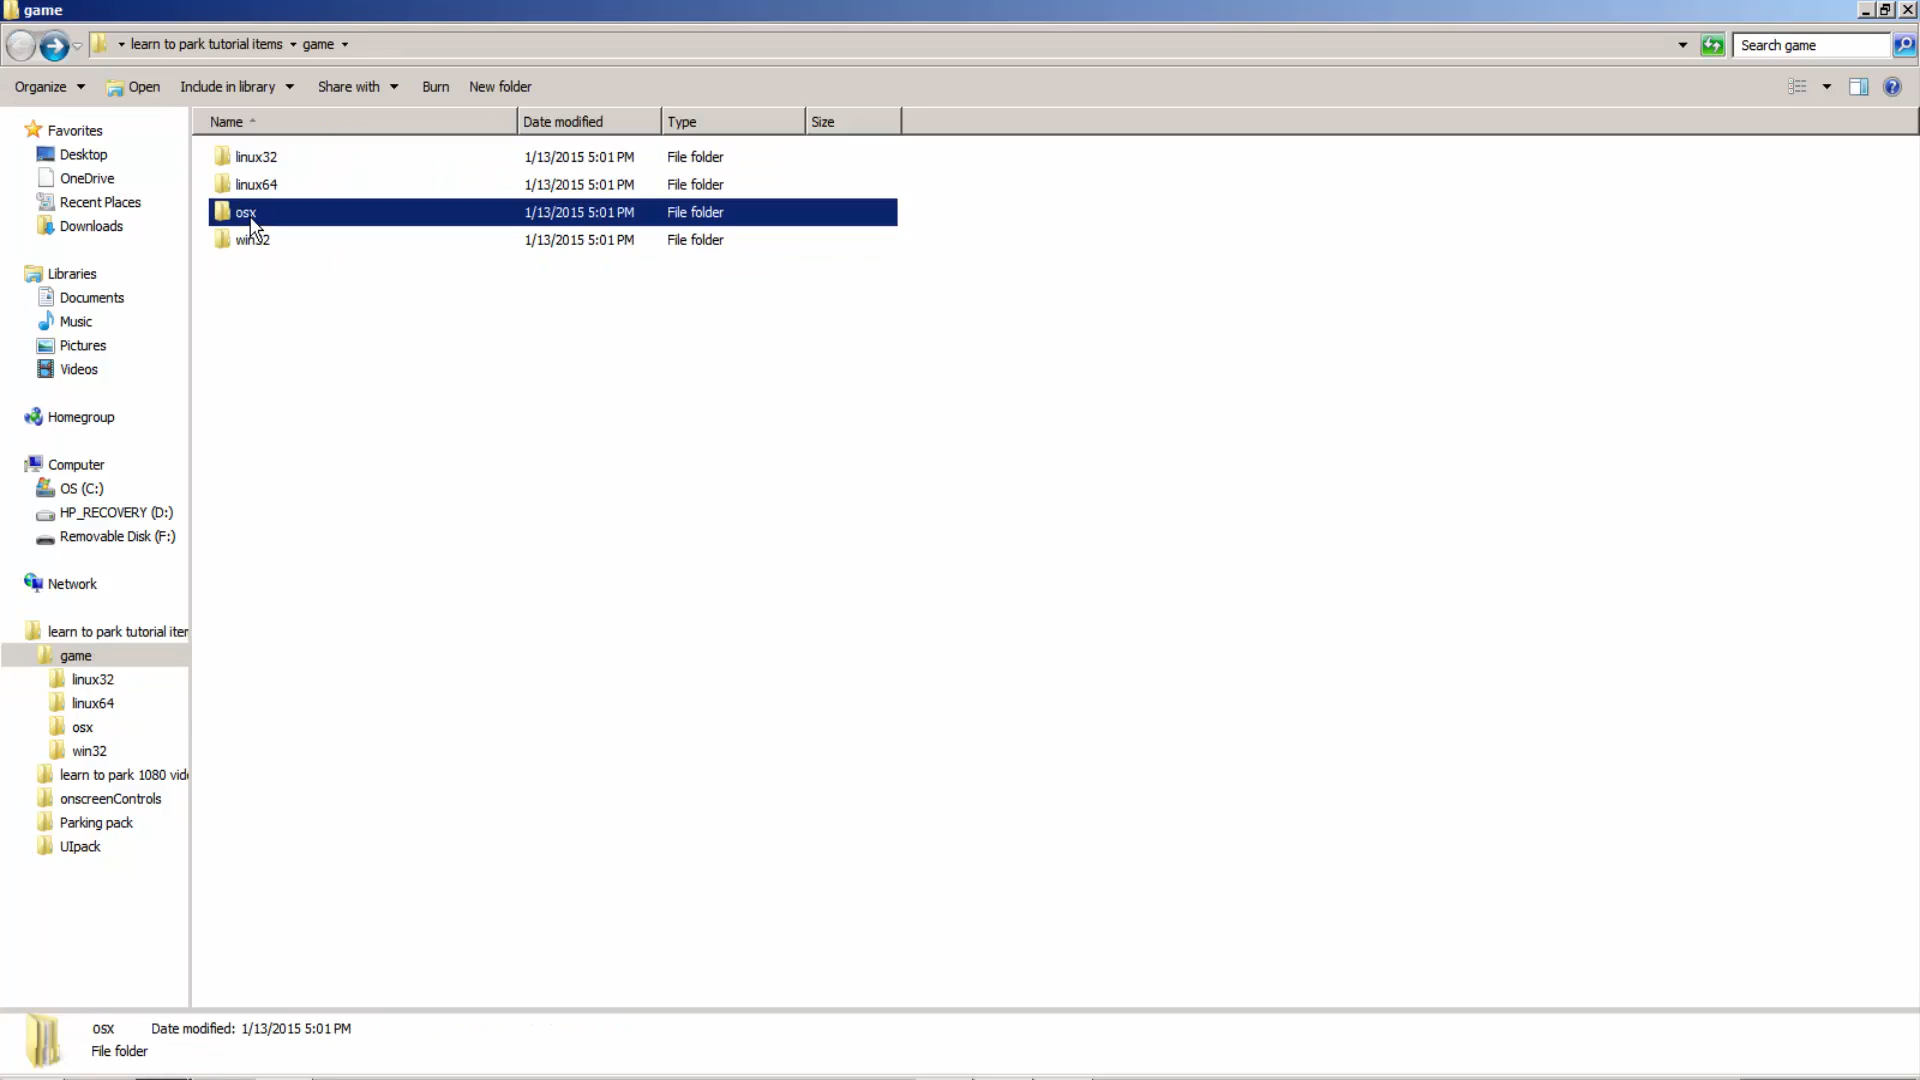 game
learn to park tutorial items game
Search game
Organize Open Include in library Share with Burn New folder
Name Date modified Type Size
linux32 1/13/2015 5:01 PM File folder
linux64 1/13/2015 5:01 PM File folder
osx 1/13/2015 5:01 PM File folder
win32 1/13/2015 5:01 PM File folder
Favorites
Desktop
OneDrive
Recent Places
Downloads
Libraries
Documents
Music
Pictures
Videos
Homegroup
Computer
OS (C:)
HP_RECOVERY (D:)
Removable Disk (F:)
Network
learn to park tutorial iter
game
linux32
linux64
osx
win32
learn to park 1080 vide
onscreenControls
Parking pack
UIpack
osx Date modified: 1/13/2015 5:01 PM
File folder